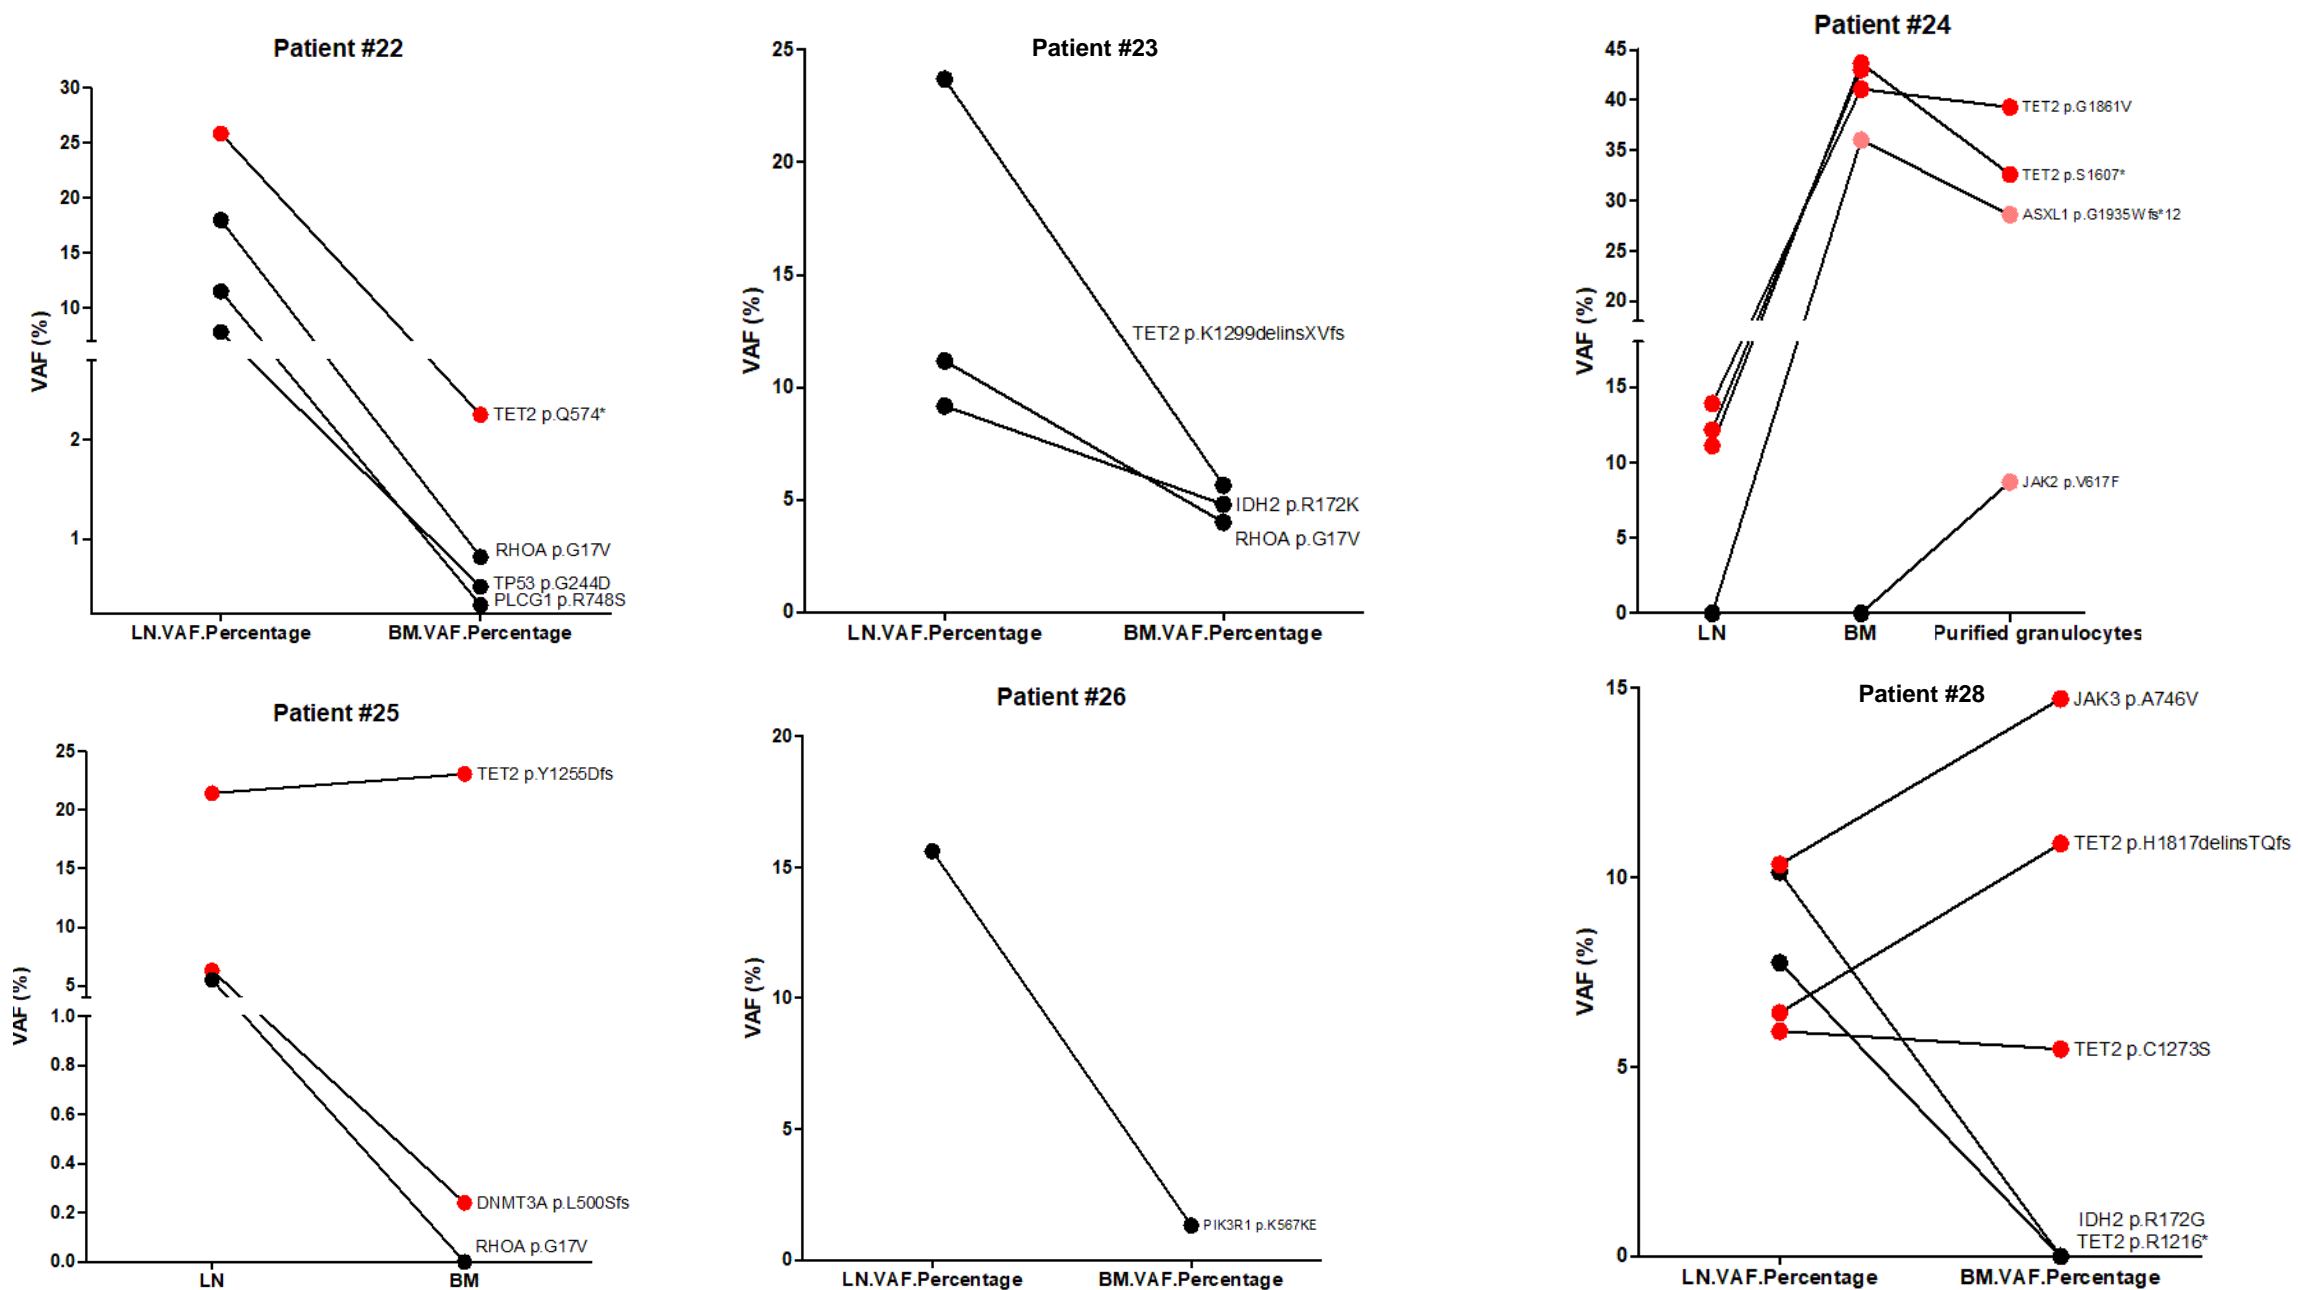 Patient #22
30
25
20
15
10
2
1
VAF (%)
TET2 p.Q574*
RHOA p.G17V
TP53 p.G244D
PLCG1 p.R748S
LN.VAF.Percentage
BM.VAF.Percentage
Patient #23
25
20
15
10
5
0
VAF (%)
TET2 p.K1299delinsXVfs
IDH2 p.R172K
RHOA p.G17V
LN.VAF.Percentage
BM.VAF.Percentage
Patient #24
45
40
35
30
25
20
15
10
5
0
VAF (%)
TET2 p.G1861V
TET2 p.S1607*
ASXL1 p.G1935Wfs*12
JAK2 p.V617F
LN
BM
Purified granulocytes
Patient #25
25
20
15
10
5
1.0
0.8
0.6
0.4
0.2
0.0
VAF (%)
TET2 p.Y1255Dfs
DNMT3A p.L500Sfs
RHOA p.G17V
LN
BM
Patient #26
20
15
10
5
0
VAF (%)
PIK3R1 p.K567KE
LN.VAF.Percentage
BM.VAF.Percentage
Patient #28
15
10
5
0
VAF (%)
JAK3 p.A746V
TET2 p.H1817delinsTQfs
TET2 p.C1273S
IDH2 p.R172G
TET2 p.R1216*
LN.VAF.Percentage
BM.VAF.Percentage